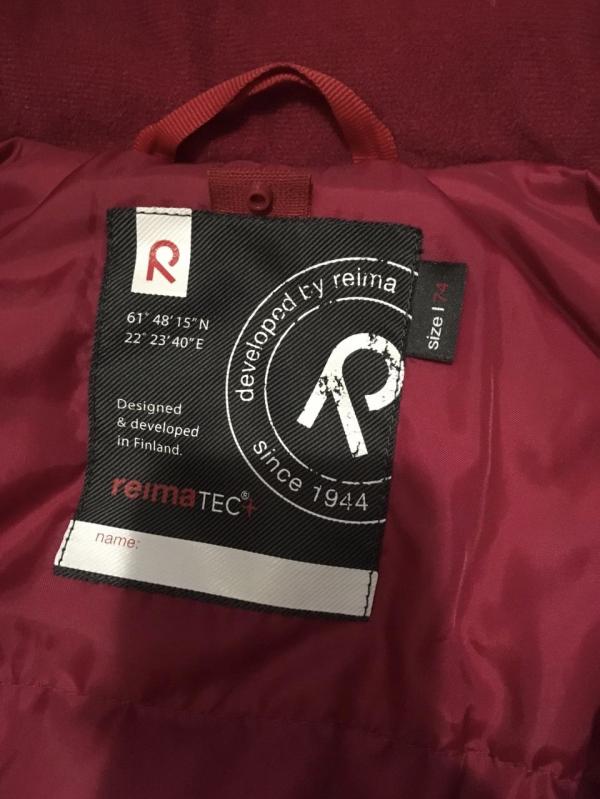 61° 48' 15" N
22° 23' 40" E
Designed
& developed
in Finland.
reimaTEC®+
name:
developed by reima
since 1944
size | 74